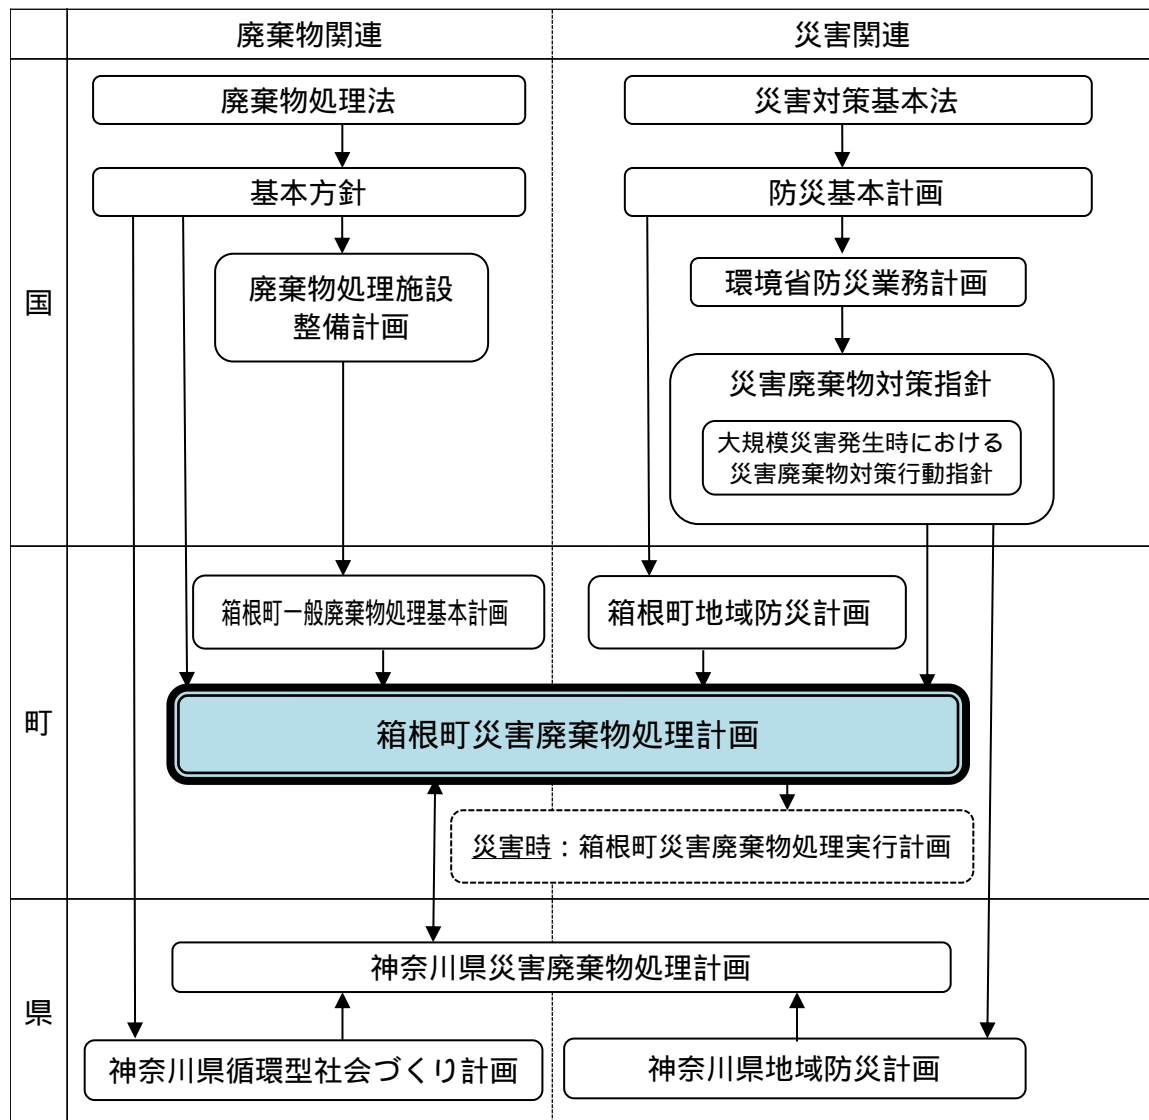 廃棄物関連
災害関連
国
廃棄物処理法
災害対策基本法
基本方針
防災基本計画
廃棄物処理施設
整備計画
環境省防災業務計画
災害廃棄物対策指針
大規模災害発生時における
災害廃棄物対策行動指針
町
箱根町一般廃棄物処理基本計画
箱根町地域防災計画
箱根町災害廃棄物処理計画
災害時：箱根町災害廃棄物処理実行計画
県
神奈川県災害廃棄物処理計画
神奈川県循環型社会づくり計画
神奈川県地域防災計画